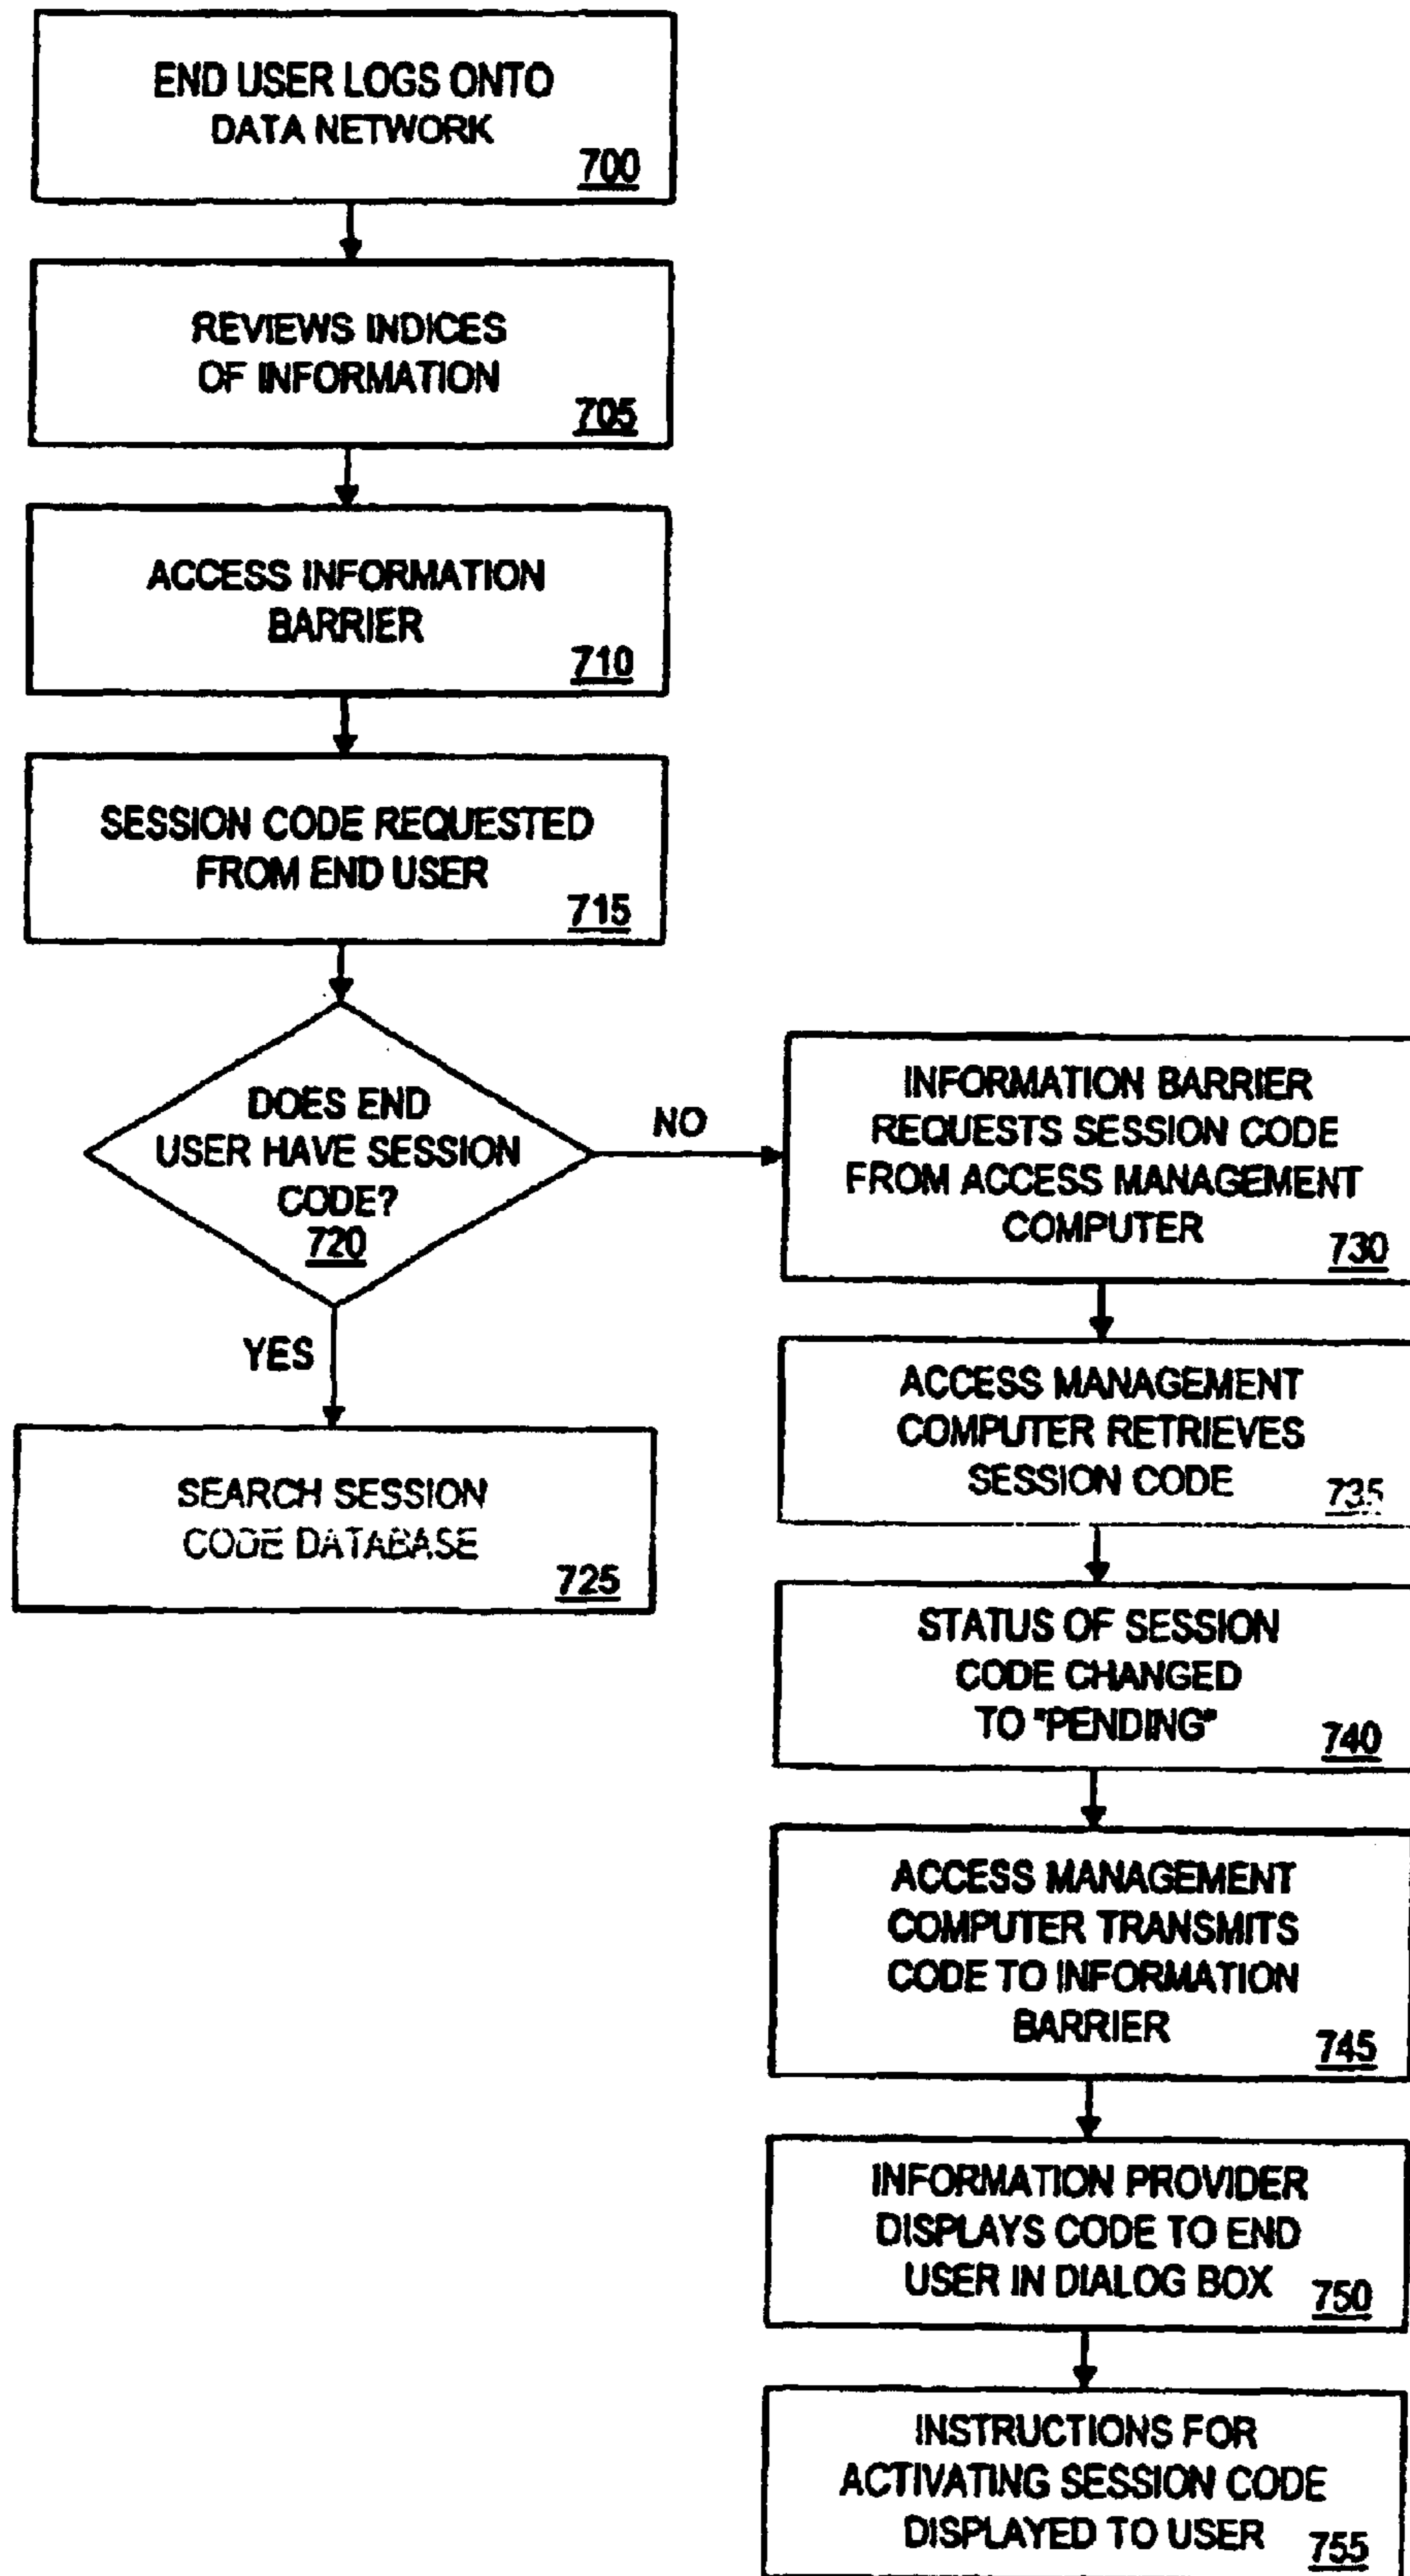 END USER LOGS ONTO
DATA NETWORK
700
REVIEWS INDICES
OF INFORMATION
705
ACCESS INFORMATION
BARRIER
710
SESSION CODE REQUESTED
FROM END USER
715
DOES END
USER HAVE SESSION
CODE?
720
NO
YES
SEARCH SESSION
CODE DATABASE
725
INFORMATION BARRIER
REQUESTS SESSION CODE
FROM ACCESS MANAGEMENT
COMPUTER
730
ACCESS MANAGEMENT
COMPUTER RETRIEVES
SESSION CODE
735
STATUS OF SESSION
CODE CHANGED
TO "PENDING"
740
ACCESS MANAGEMENT
COMPUTER TRANSMITS
CODE TO INFORMATION
BARRIER
745
INFORMATION PROVIDER
DISPLAYS CODE TO END
USER IN DIALOG BOX
750
INSTRUCTIONS FOR
ACTIVATING SESSION CODE
DISPLAYED TO USER
755